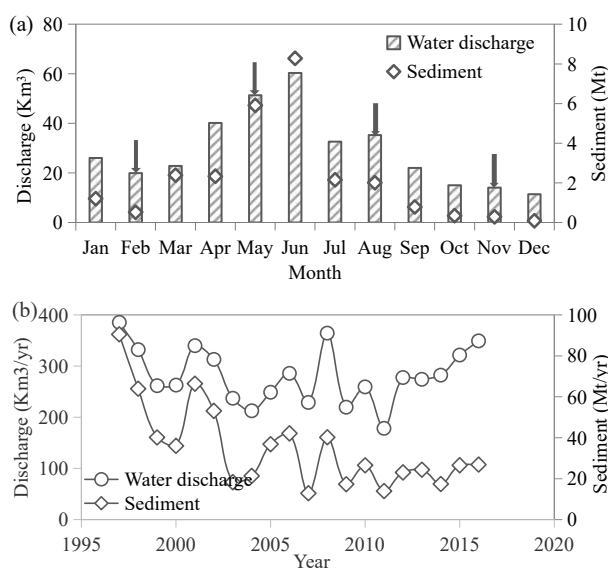 (a)
80
60
40
20
0
Discharge (Km³)
10
8
6
4
2
0
Sediment (Mt)
Water discharge
Sediment
Jan Feb Mar Apr May Jun Jul Aug Sep Oct Nov Dec
Month
(b)
400
300
200
100
0
Discharge (Km3/yr)
100
80
60
40
20
0
Sediment (Mt/yr)
Water discharge
Sediment
1995 2000 2005 2010 2015 2020
Year